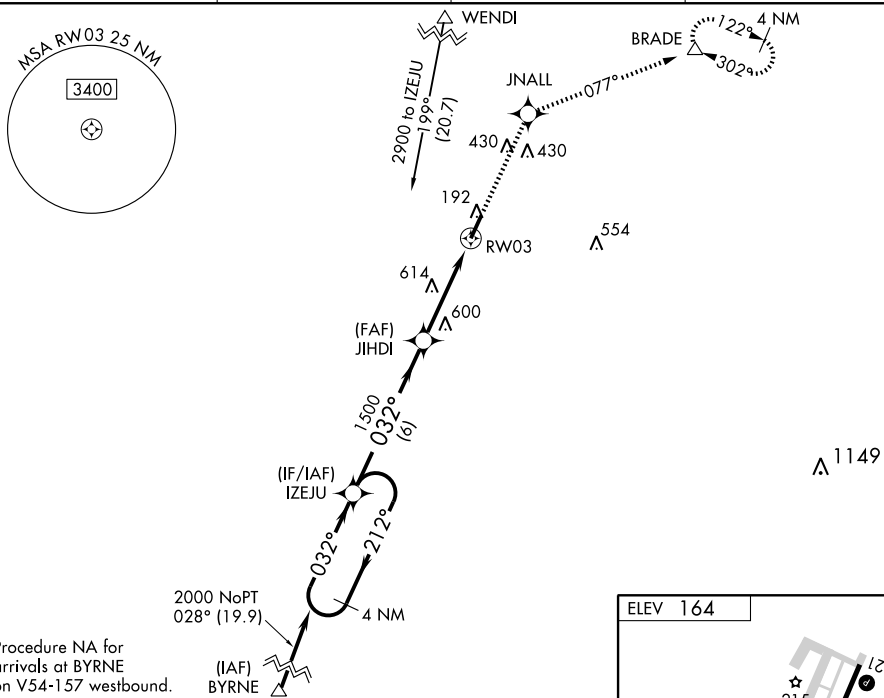 MSA RW03 25 NM
3400
WENDI
2900 to IZEJU
199°
(20.7)
BRADE
122°
4 NM
302°
077°
JNALL
430
430
192
RW03
554
614
600
(FAF)
JIHDI
1500
032°
(6)
1149
(IF/IAF)
IZEJU
032°
212°
4 NM
2000 NoPT
028° (19.9)
(IAF)
BYRNE
Procedure NA for
arrivals at BYRNE
on V54-157 westbound.
ELEV 164
21